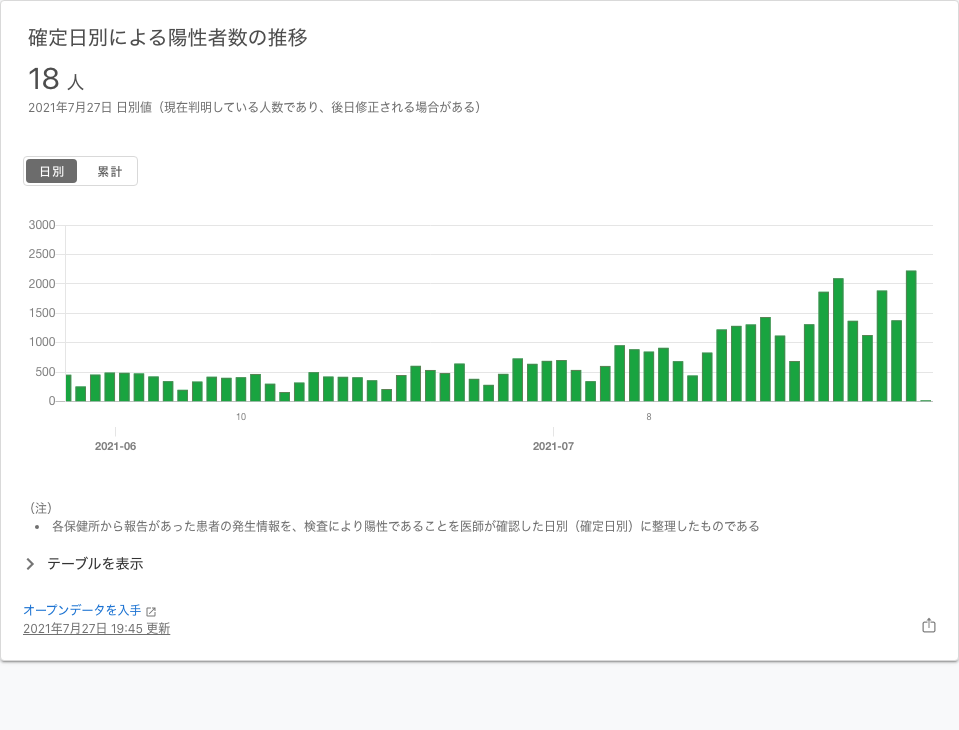 確定日別による陽性者数の推移
18 人
2021年7月27日 日別値（現在判明している人数であり、後日修正される場合がある）
日別 累計
3000
2500
2000
1500
1000
500
0
10 8
2021-06 2021-07
（注）
• 各保健所から報告があった患者の発生情報を、検査により陽性であることを医師が確認した日別（確定日別）に整理したものである
テーブルを表示
オープンデータを入手
2021年7月27日 19:45 更新